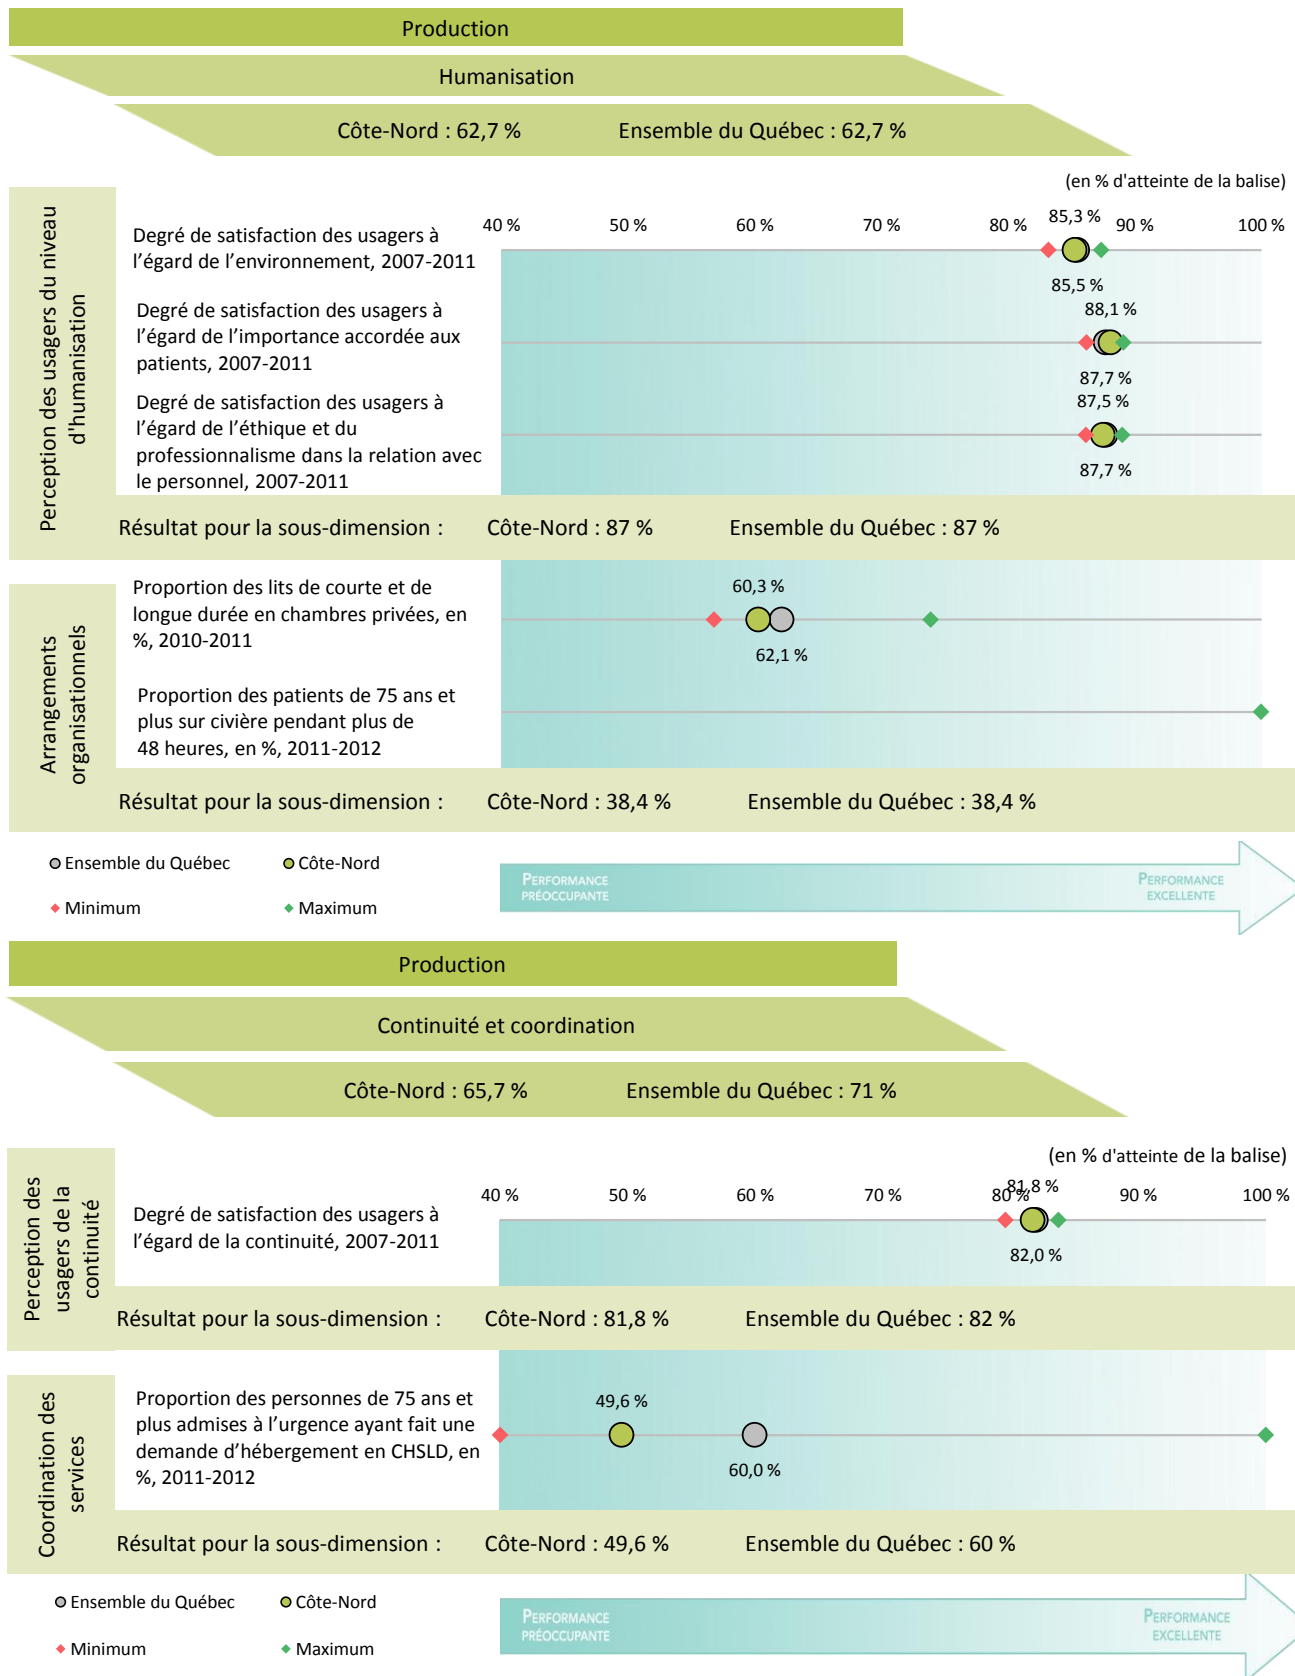 Production
Humanisation
Côte-Nord : 62,7 % Ensemble du Québec : 62,7 %
(en % d'atteinte de la balise)
40 % 50 % 60 % 70 % 80 % 90 % 100 %
Perception des usagers du niveau
d'humanisation
Degré de satisfaction des usagers à
l’égard de l’environnement, 2007-2011
85,3 %
85,5 %
Degré de satisfaction des usagers à
l’égard de l’importance accordée aux
patients, 2007-2011
88,1 %
87,7 %
Degré de satisfaction des usagers à
l’égard de l’éthique et du
professionnalisme dans la relation avec
le personnel, 2007-2011
87,5 %
87,7 %
Résultat pour la sous-dimension : Côte-Nord : 87 % Ensemble du Québec : 87 %
Arrangements
organisationnels
Proportion des lits de courte et de
longue durée en chambres privées, en
%, 2010-2011
60,3 %
62,1 %
Proportion des patients de 75 ans et
plus sur civière pendant plus de
48 heures, en %, 2011-2012
Résultat pour la sous-dimension : Côte-Nord : 38,4 % Ensemble du Québec : 38,4 %
Ensemble du Québec Côte-Nord
Minimum Maximum
PERFORMANCE
PRÉOCCUPANTE
PERFORMANCE
EXCELLENTE
Production
Continuité et coordination
Côte-Nord : 65,7 % Ensemble du Québec : 71 %
(en % d'atteinte de la balise)
40 % 50 % 60 % 70 % 80 % 90 % 100 %
Perception des
usagers de la
continuité
Degré de satisfaction des usagers à
l’égard de la continuité, 2007-2011
81,8 %
82,0 %
Résultat pour la sous-dimension : Côte-Nord : 81,8 % Ensemble du Québec : 82 %
Coordination des
services
Proportion des personnes de 75 ans et
plus admises à l’urgence ayant fait une
demande d’hébergement en CHSLD, en
%, 2011-2012
49,6 %
60,0 %
Résultat pour la sous-dimension : Côte-Nord : 49,6 % Ensemble du Québec : 60 %
Ensemble du Québec Côte-Nord
Minimum Maximum
PERFORMANCE
PRÉOCCUPANTE
PERFORMANCE
EXCELLENTE